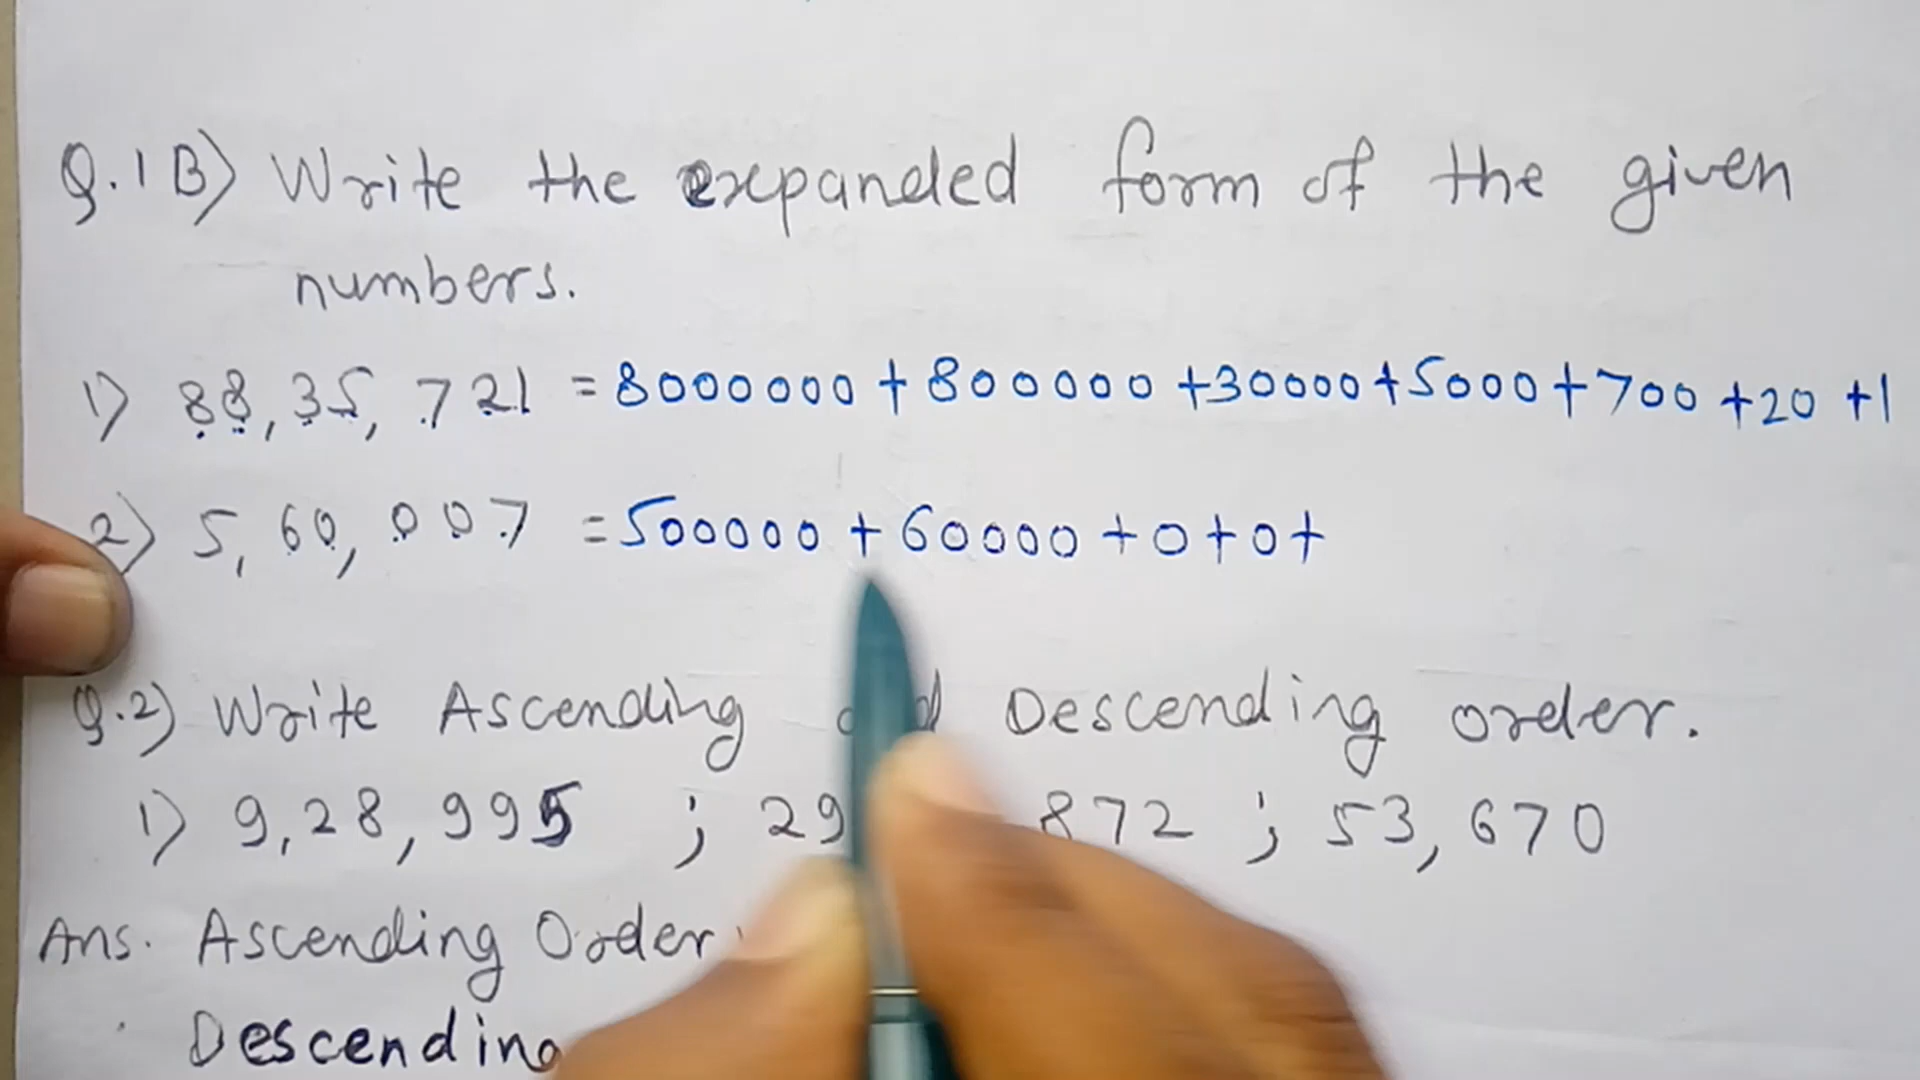 Q.1 B) Write the expanded form of the given
numbers.
1) 88,35,721 = 8000000 + 800000 +30000+5000+700 +20 +1
2) 5,60,007 = 500000 + 60000 + 0 + 0 +
Q.2) Write Ascending Descending order.
1) 9,28,995 ; 29 872 ; 53,670
Ans. Ascending Order
Descending